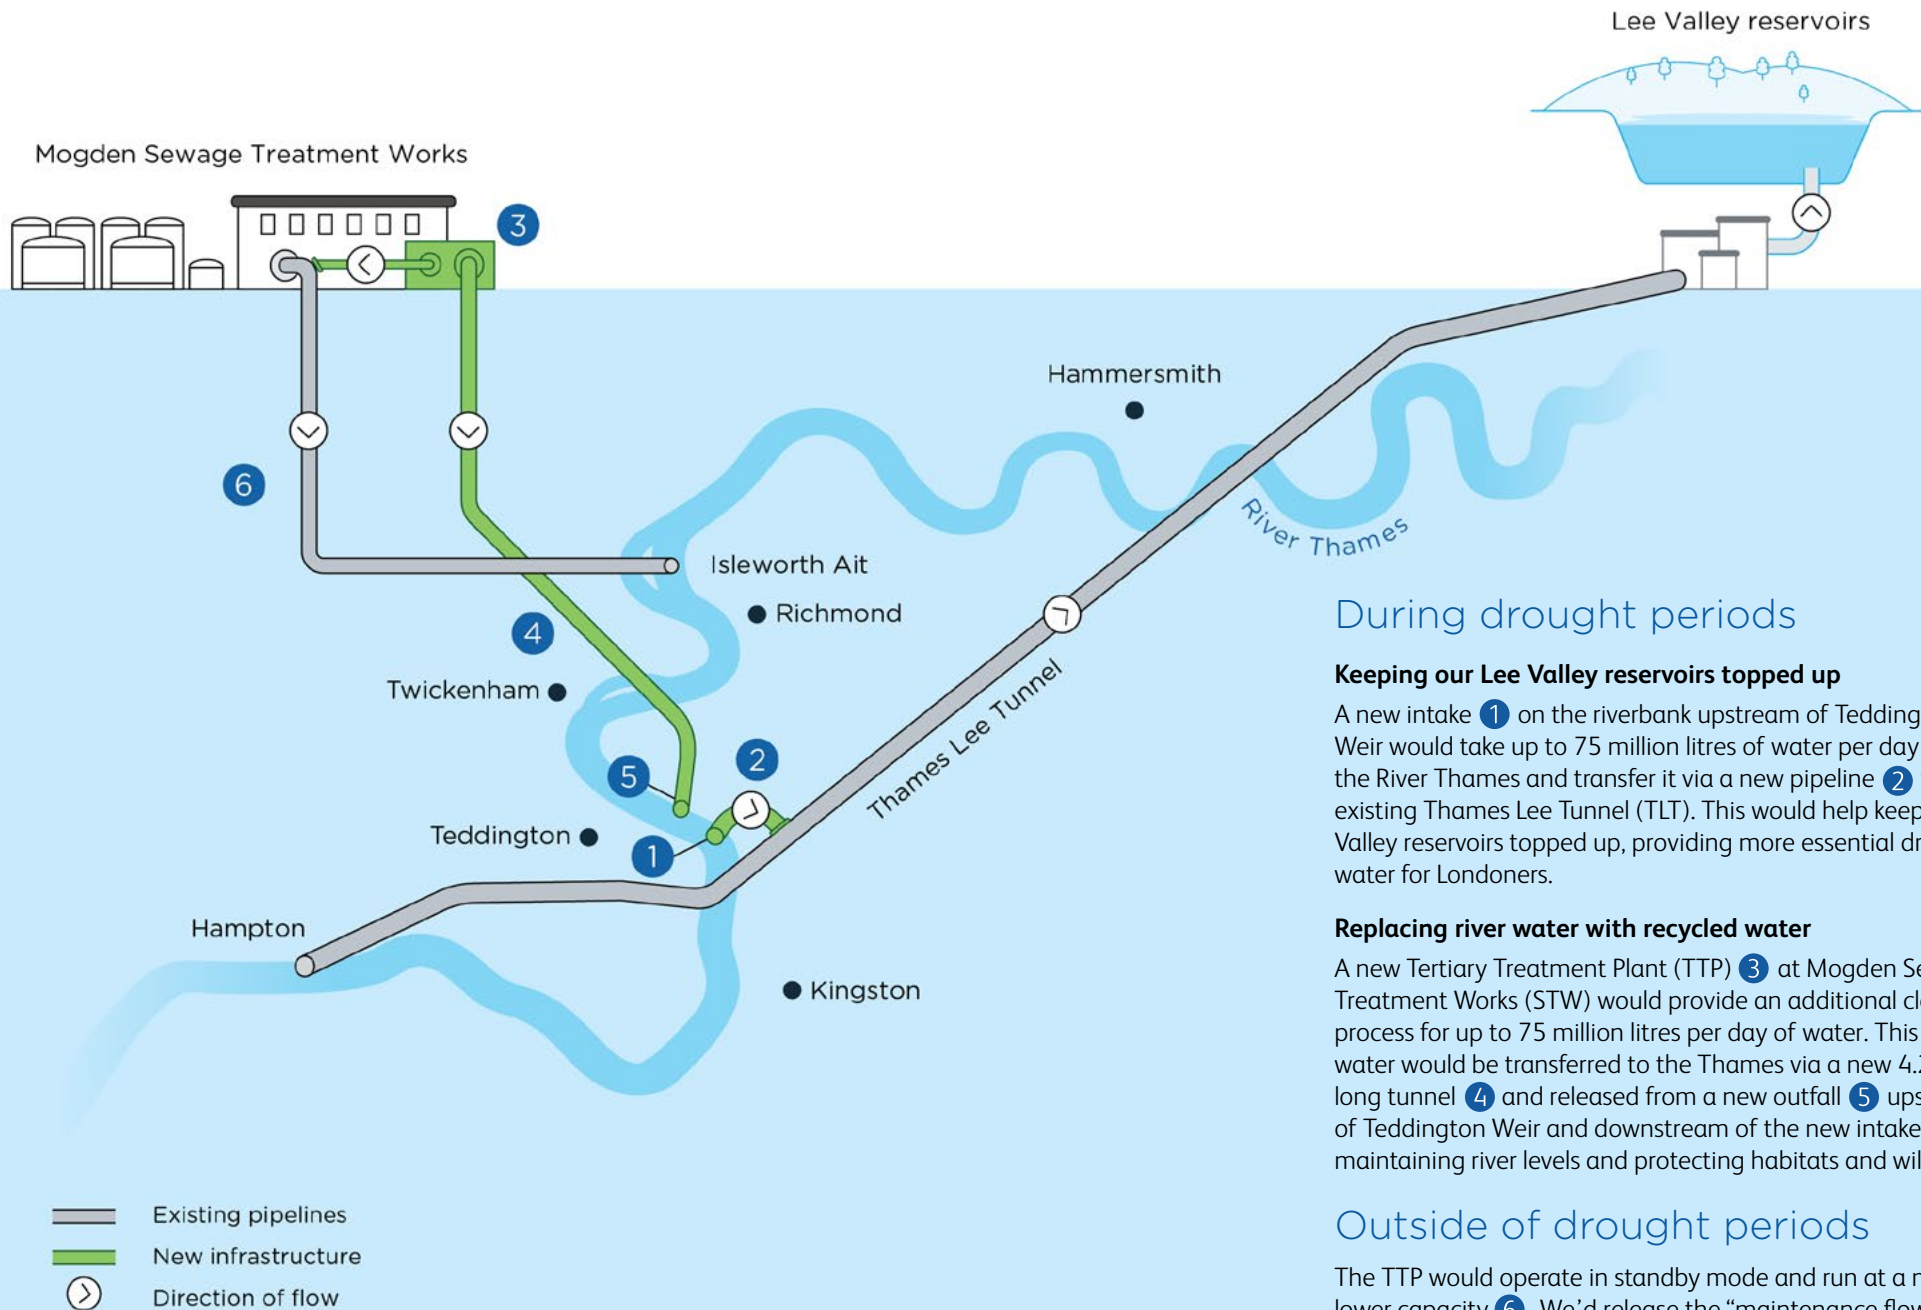 Lee Valley reservoirs
Mogden Sewage Treatment Works
3
Hammersmith
6
River Thames
Isleworth Ait
Richmond
4
Twickenham
Thames Lee Tunnel
2
5
Teddington
1
Hampton
Kingston
Existing pipelines
New infrastructure
Direction of flow
During drought periods
Keeping our Lee Valley reservoirs topped up
A new intake 1 on the riverbank upstream of
Weir would take up to 75 million litres of water per day
the River Thames and transfer it via a new pipeline 2
existing Thames Lee Tunnel (TLT). This would help keep
Valley reservoirs topped up, providing more essential
water for Londoners.
Replacing river water with recycled water
A new Tertiary Treatment Plant (TTP) 3 at Mogden
Treatment Works (STW) would provide an additional
process for up to 75 million litres per day of water. This
water would be transferred to the Thames via a new
long tunnel 4 and released from a new outfall 5
of Teddington Weir and downstream of the new intake
maintaining river levels and protecting habitats and
Outside of drought periods
The TTP would operate in standby mode and run at a
lower capacity 6 We'd release the "maintenance